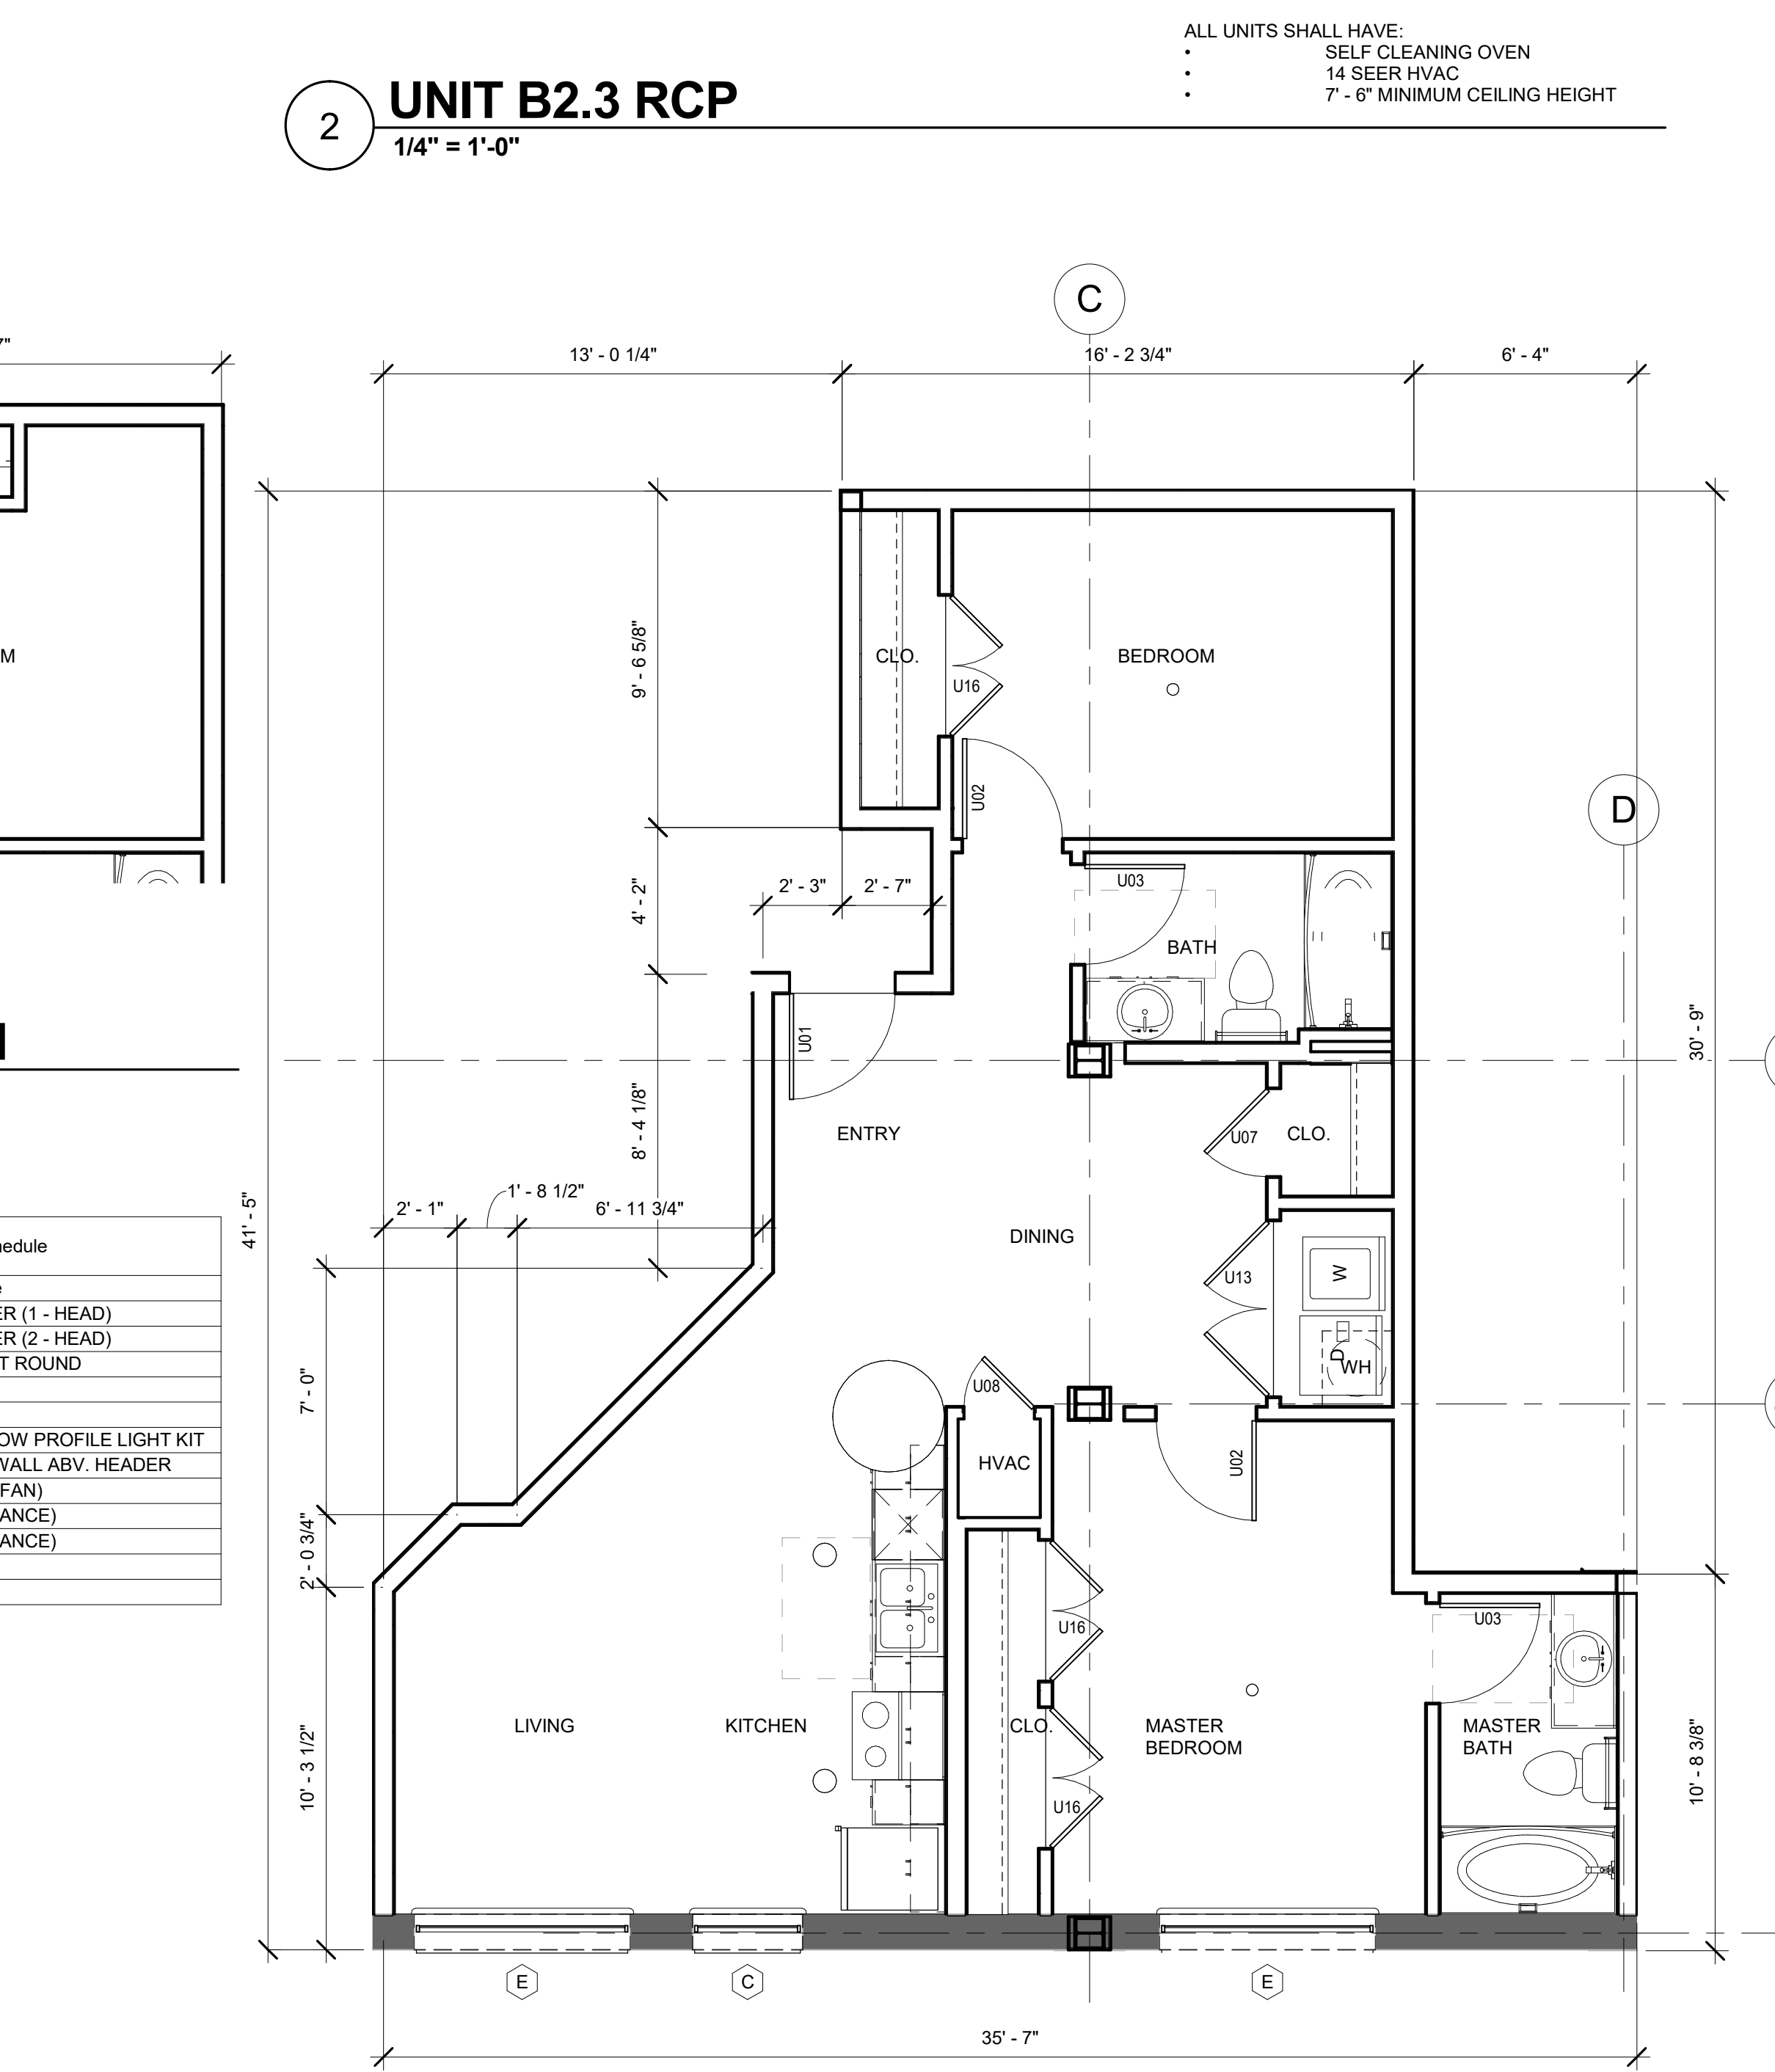 ALL UNITS SHALL HAVE:
• SELF CLEANING OVEN
• 14 SEER HVAC
• 7' - 6" MINIMUM CEILING HEIGHT
2
UNIT B2.3 RCP
1/4" = 1'-0"
C
7"
13' - 0 1/4"
16' - 2 3/4"
6' - 4"
9' - 6 5/8"
M
CLO.
BEDROOM
U16
U02
D
2' - 3"
2' - 7"
4' - 2"
U03
BATH
U01
30' - 9"
8' - 4 1/8"
ENTRY
U07
CLO.
41' - 5"
2' - 1"
1' - 8 1/2"
6' - 11 3/4"
DINING
hedule
e
ER (1 - HEAD)
ER (2 - HEAD)
T ROUND
OW PROFILE LIGHT KIT
WALL ABV. HEADER
FAN)
ANCE)
ANCE)
U13
W
D
WH
7' - 0"
U08
HVAC
U02
2' - 0 3/4"
U16
U03
LIVING
KITCHEN
CLO.
MASTER
BEDROOM
MASTER
BATH
10' - 3 1/2"
10' - 8 3/8"
U16
E
C
E
35' - 7"